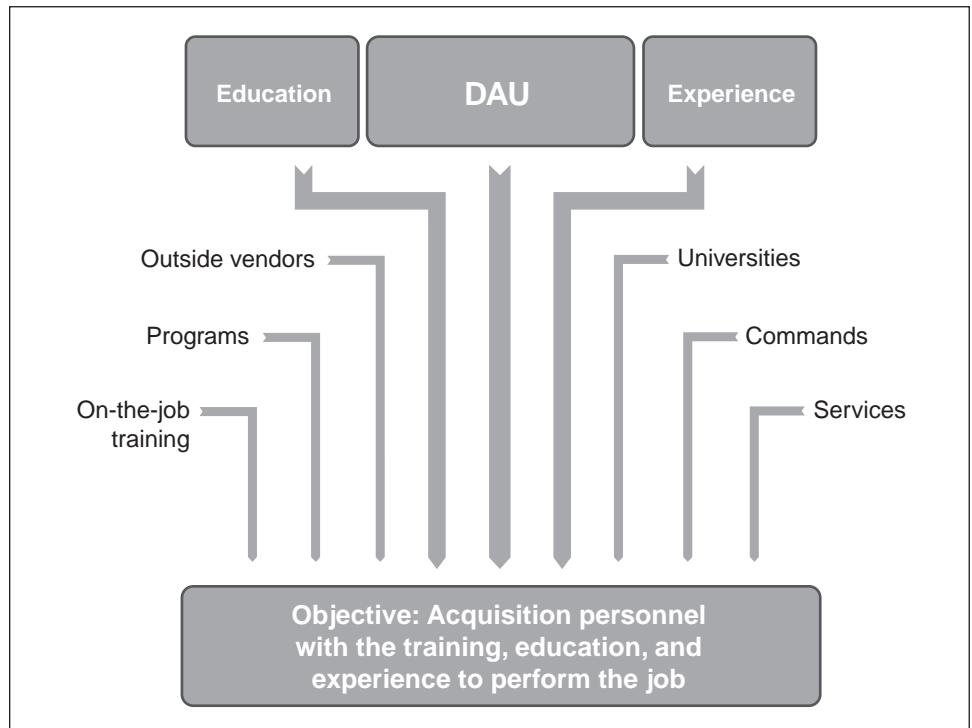 Education
DAU
Experience
Outside vendors
Universities
Programs
Commands
On-the-job
training
Services
Objective: Acquisition personnel
with the training, education, and
experience to perform the job